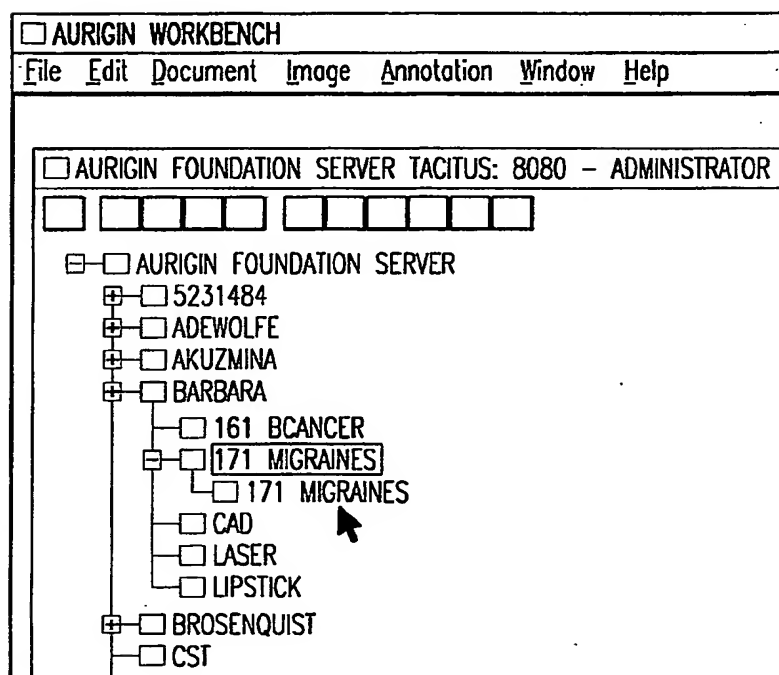 AURIGIN WORKBENCH
File Edit Document Image Annotation Window Help
AURIGIN FOUNDATION SERVER TACITUS: 8080 – ADMINISTRATOR
AURIGIN FOUNDATION SERVER
5231484
ADEWOLFE
AKUZMINA
BARBARA
161 BCANCER
171 MIGRAINES
171 MIGRAINES
CAD
LASER
LIPSTICK
BROSENQUIST
CST